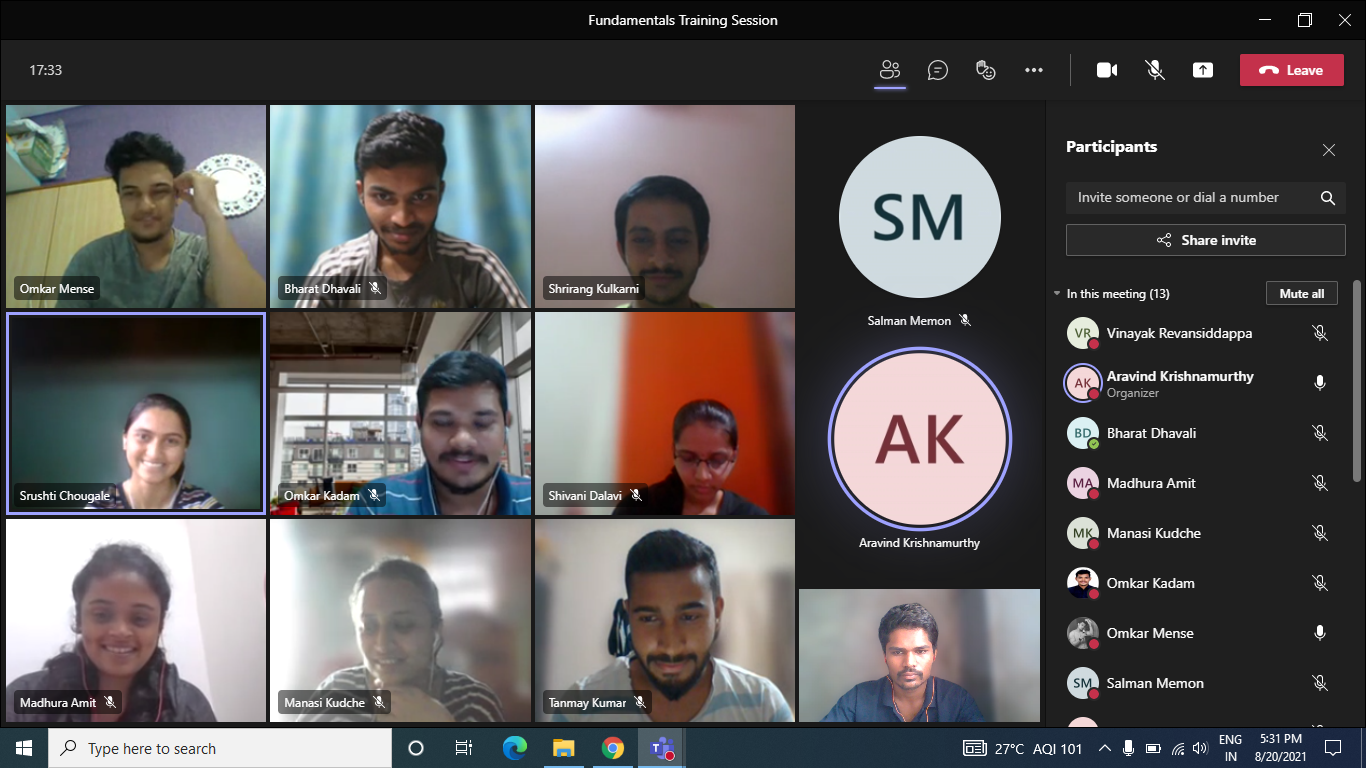 Fundamentals Training Session
17:33
Leave
Omkar Mense
Bharat Dhavali
Shrirang Kulkarni
SM
Salman Memon
Srushti Chougale
Omkar Kadam
Shivani Dalavi
AK
Aravind Krishnamurthy
Madhura Amit
Manasi Kudche
Tanmay Kumar
Participants
Invite someone or dial a number
Share invite
In this meeting (13)
Mute all
VR
Vinayak Revansiddappa
AK
Aravind Krishnamurthy
Organizer
BD
Bharat Dhavali
MA
Madhura Amit
MK
Manasi Kudche
Omkar Kadam
Omkar Mense
SM
Salman Memon
Type here to search
27°C AQI 101
ENG
IN
5:31 PM
8/20/2021